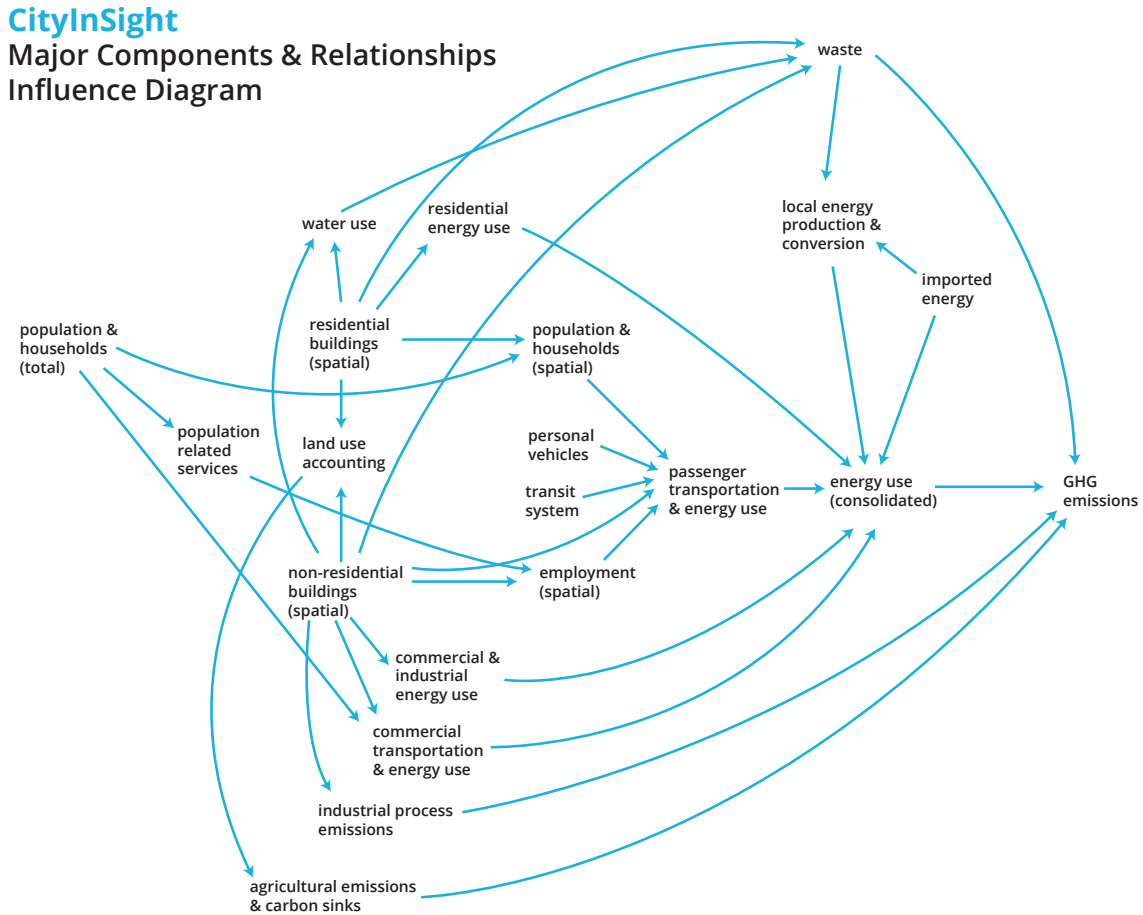 CityInSight
Major Components & Relationships
Influence Diagram
waste
water use
residential
energy use
local energy
production &
conversion
imported
energy
population &
households
(total)
residential
buildings
(spatial)
population &
households
(spatial)
population
related
services
land use
accounting
personal
vehicles
transit
system
passenger
transportation
& energy use
energy use
(consolidated)
GHG
emissions
non-residential
buildings
(spatial)
employment
(spatial)
commercial &
industrial
energy use
commercial
transportation
& energy use
industrial process
emissions
agricultural emissions
& carbon sinks